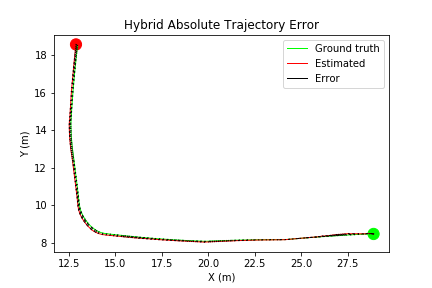 Hybrid Absolute Trajectory Error
Ground truth
Estimated
Error
Y (m)
18
16
14
12
10
8
12.5 15.0 17.5 20.0 22.5 25.0 27.5
X (m)